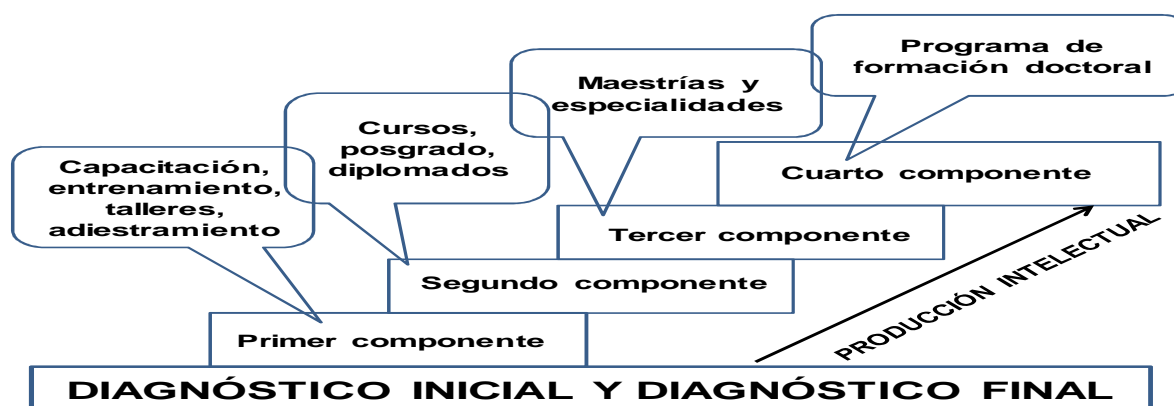 Programa de
formación doctoral
Maestrías y
especialidades
Cursos,
posgrado,
diplomados
Capacitación,
entrenamiento,
talleres,
adiestramiento
Cuarto componente
Tercer componente
Segundo componente
Primer componente
PRODUCCIÓN INTELECTUAL
DIAGNÓSTICO INICIAL Y DIAGNÓSTICO FINAL